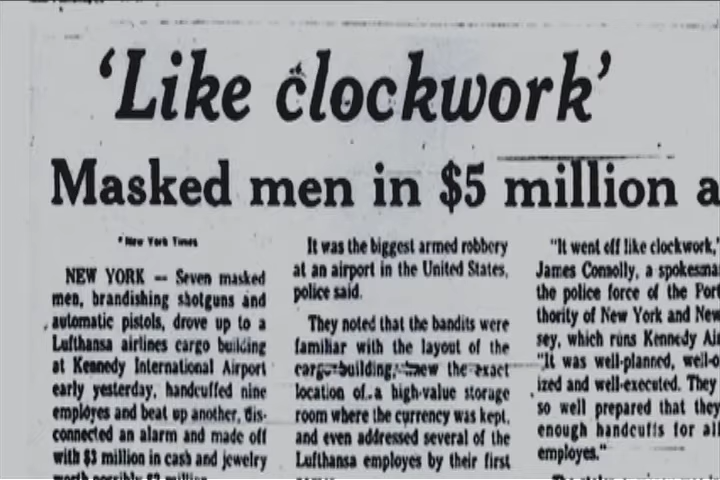 ‘Like clockwork’
Masked men in $5 million a
* New York Times
NEW YORK — Seven masked
men, brandishing shotguns and
automatic pistols, drove up to a
Lufthansa airlines cargo building
at Kennedy International Airport
early yesterday, handcuffed nine
employes and beat up another, dis-
connected an alarm and made off
with $3 million in cash and jewelry
worth possibly $2 million
It was the biggest armed robbery
at an airport in the United States,
police said.
They noted that the bandits were
familiar with the layout of the
cargo building, knew the exact
location of a high-value storage
room where the currency was kept,
and even addressed several of the
Lufthansa employes by their first
"It went off like clockwork,"
James Connolly, a spokesma
the police force of the Port
thority of New York and New
sey, which runs Kennedy Air
"It was well-planned, well-o
ized and well-executed. They
so well prepared that they
enough handcuffs for all
employes."